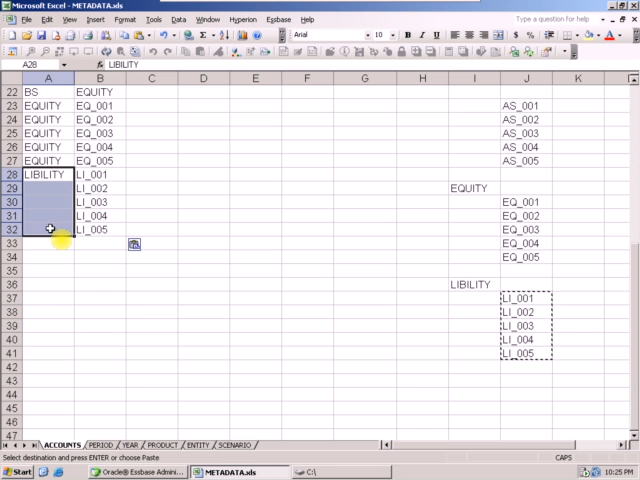 Microsoft Excel - METADATA.xls
File Edit View Insert Format Tools Data Window Hyperion Essbase Help
Type a question for help
Arial 10 B I U
A28 fx LIBILITY
A B C D E F G H I J K
22 BS EQUITY
23 EQUITY EQ_001 AS_001
24 EQUITY EQ_002 AS_002
25 EQUITY EQ_003 AS_003
26 EQUITY EQ_004 AS_004
27 EQUITY EQ_005 AS_005
28 LIBILITY LI_001
29 LI_002 EQUITY
30 LI_003 EQ_001
31 LI_004 EQ_002
32 LI_005 EQ_003
33 EQ_004
34 EQ_005
35
36 LIBILITY
37 LI_001
38 LI_002
39 LI_003
40 LI_004
41 LI_005
42
43
44
45
46
47
ACCOUNTS PERIOD YEAR PRODUCT ENTITY SCENARIO
Select destination and press ENTER or choose Paste CAPS
Start Oracle® Essbase Admini... METADATA.xls C:\ 10:25 PM